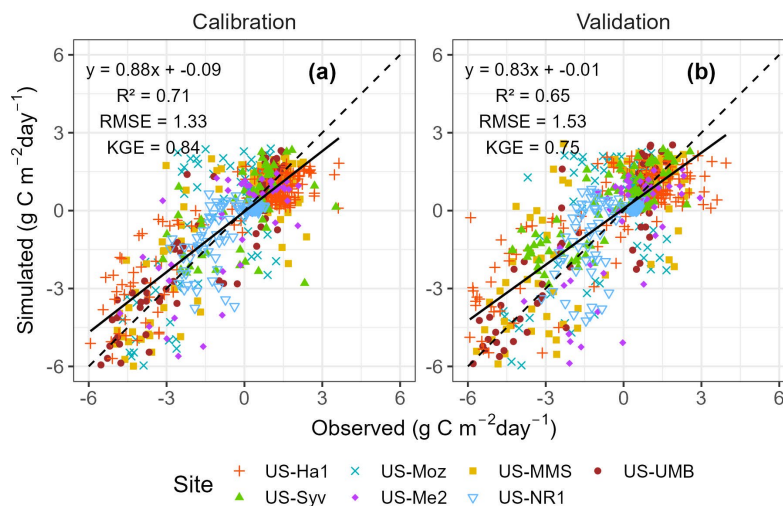 Calibration
Validation
y = 0.88x + -0.09
R² = 0.71
RMSE = 1.33
KGE = 0.84
(a)
y = 0.83x + -0.01
R² = 0.65
RMSE = 1.53
KGE = 0.75
(b)
6
3
0
-3
-6
Simulated (g C m⁻²day⁻¹)
-6 -3 0 3 6
-6 -3 0 3 6
Observed (g C m⁻²day⁻¹)
Site
US-Ha1 US-Moz US-MMS US-UMB
US-Syv US-Me2 US-NR1